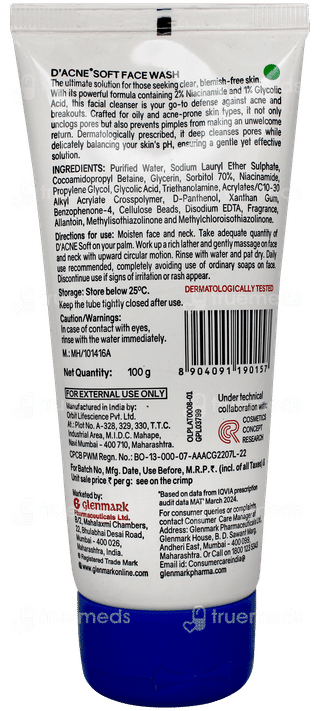 D'ACNE* SOFT FACE WASH
The ultimate solution for those seeking clear, blemish-free skin.
With its powerful formula containing 2% Niacinamide and 1% Glycolic
Acid, this facial cleanser is your go-to defense against acne and
breakouts. Crafted for oily and acne-prone skin types, it not only
unclogs pores but also prevents pimples from making an unwelcome
return. Dermatologically prescribed, it deep cleanses pores while
delicately balancing your skin's pH, ensuring a gentle yet effective
solution.
INGREDIENTS: Purified Water, Sodium Lauryl Ether Sulphate,
Cocoamidopropyl Betaine, Glycerin, Sorbitol 70%, Niacinamide,
Propylene Glycol, Glycolic Acid, Triethanolamine, Acrylates/C10-30
Alkyl Acrylate Crosspolymer, D-Panthenol, Xanthan Gum,
Benzophenone-4, Cellulose Beads, Disodium EDTA, Fragrance,
Allantoin, Methylisothiazolinone and Methylchloroisothiazolinone.
Directions for use: Moisten face and neck. Take adequate quantity of
D'ACNE Soft on your palm. Work up a rich lather and gently massage on face
and neck with upward circular motion. Rinse with water and pat dry. Daily
use recommended, completely avoiding use of ordinary soaps on face.
Discontinue use if signs of irritation or rash appear.
Storage: Store below 25°C.
DERMATOLOGICALLY TESTED
Keep the tube tightly closed after use.
Caution/Warnings:
In case of contact with eyes,
rinse with the water immediately.
M.: MH/101416A
Net Quantity: 100 g
8 904091 190157
FOR EXTERNAL USE ONLY
Manufactured in India by:
Orbit Lifescience Pvt. Ltd.
At : Plot No. A-328, 329, 330, T.T.C.
Industrial Area, M.I.D.C. Mahape,
Navi Mumbai 400 710, Maharashtra.
OLPLAT0008-01
GPL03799
Under technical
collaboration with:
COSMETICS
CONCEPT
RESEARCH
CPCB PWM Regn. No.: BO-13-000-07-AAACG2207L-22
For Batch No., Mfg. Date, Use Before, M.R.P. ₹. (incl. of all Taxes) &
Unit sale price ₹ per g: see on the crimp
Marketed by:
glenmark
Pharmaceuticals Ltd.
B/2, Mahalaxmi Chambers,
22, Bhulabhai Desai Road,
Mumbai - 400 026,
Maharashtra, India.
® Registered Trade Mark
www.glenmarkonline.com
*Based on data from IQVIA prescription
audit data MAT March 2024.
For consumer queries or complaints
contact Consumer Care Manager at
Glenmark House, B. D. Sawant Marg,
Andheri East, Mumbai - 400 099,
Maharashtra. Or Call on 1800 123 5343
Email id: Consumercareindia@
glenmarkpharma.com
truemeds